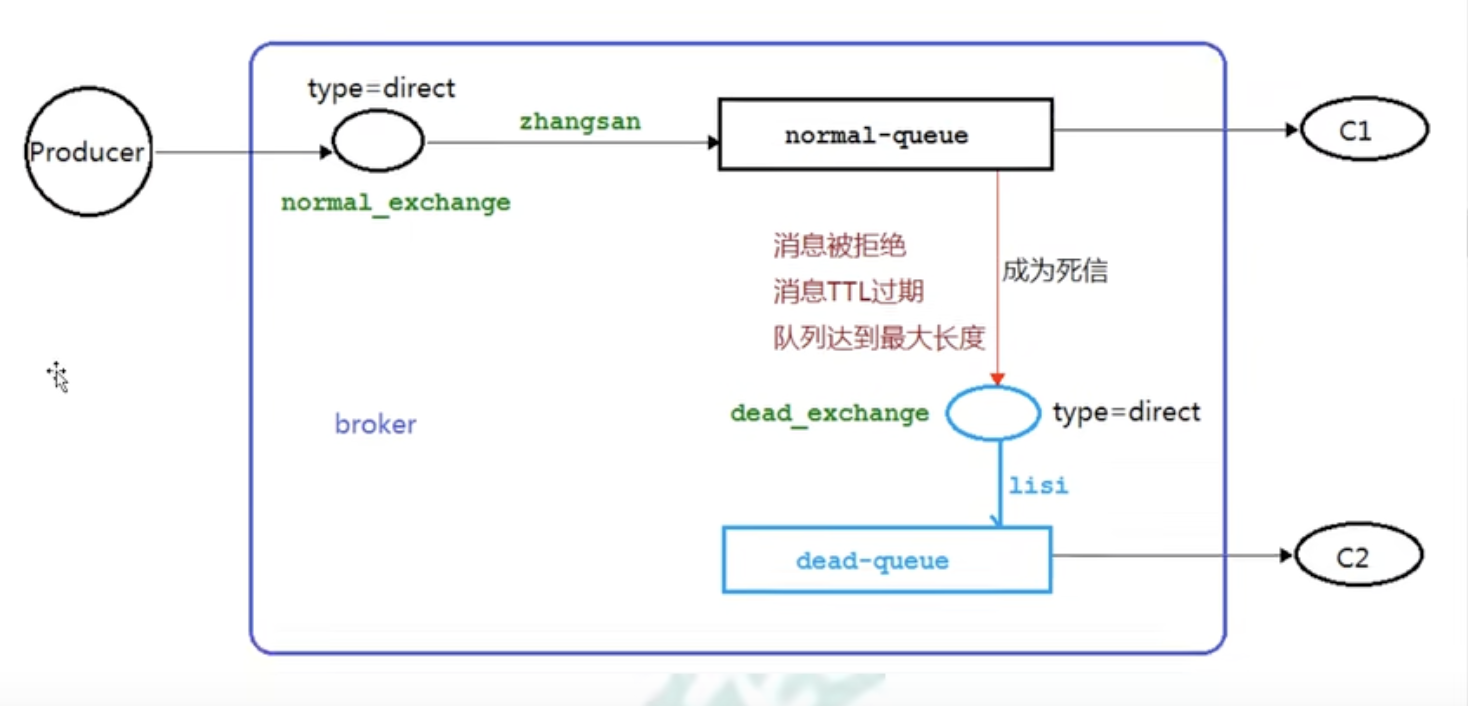 type=direct
Producer
zhangsan
normal-queue
C1
normal_exchange
消息被拒绝
消息TTL过期
队列达到最大长度
成为死信
dead_exchange
type=direct
broker
lisi
dead-queue
C2